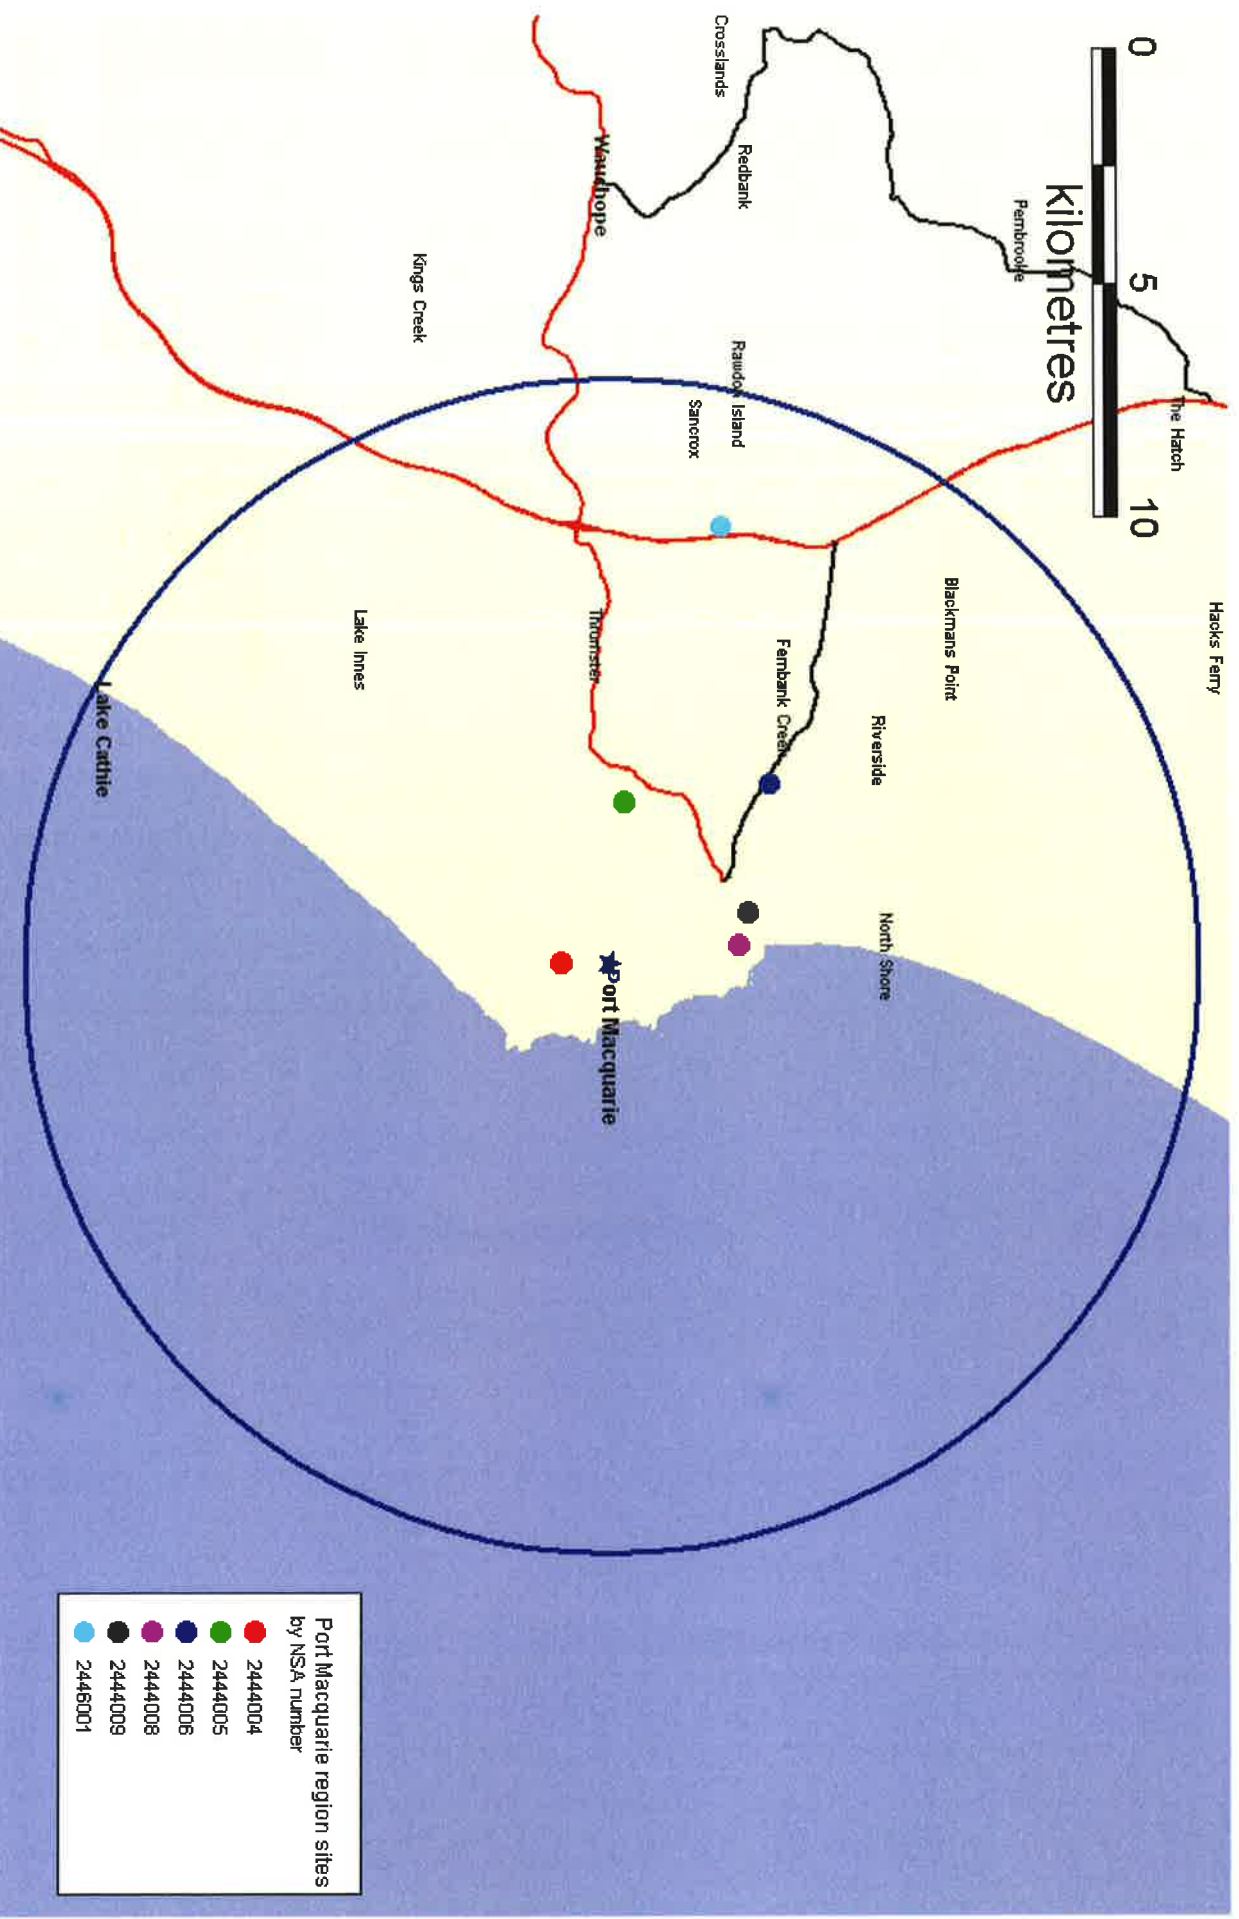 0 5 10
kilometres
Hacks Ferry
The Hatch
Pembrooke
Blackmans Point
Riverside
North Shore
Fernbank Creek
Crosslands
Redbank
Rawdon Island
Sancrox
Wauchope
Thrumster
Port Macquarie
Kings Creek
Lake Innes
Lake Cathie
Port Macquarie region sites
by NSA number
2444004
2444005
2444006
2444008
2444009
2446001